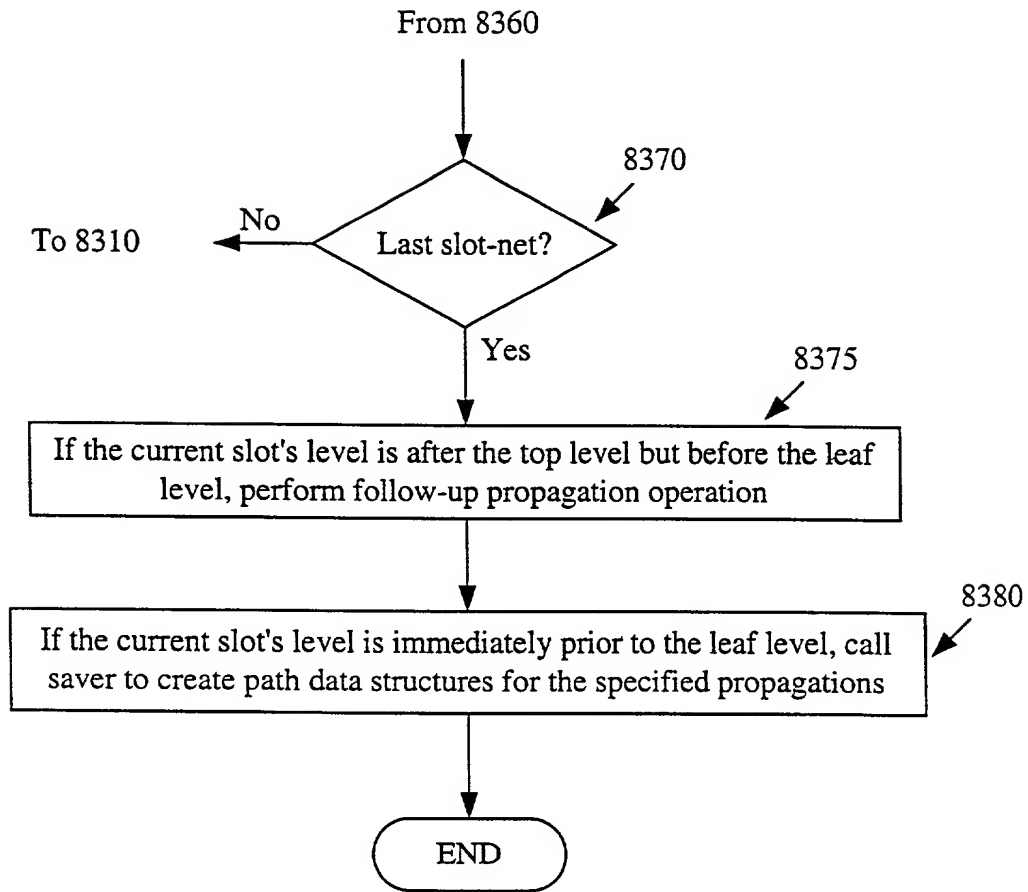 From 8360
8370
To 8310
No
Last slot-net?
Yes
8375
If the current slot's level is after the top level but before the leaf
level, perform follow-up propagation operation
8380
If the current slot's level is immediately prior to the leaf level, call
saver to create path data structures for the specified propagations
END